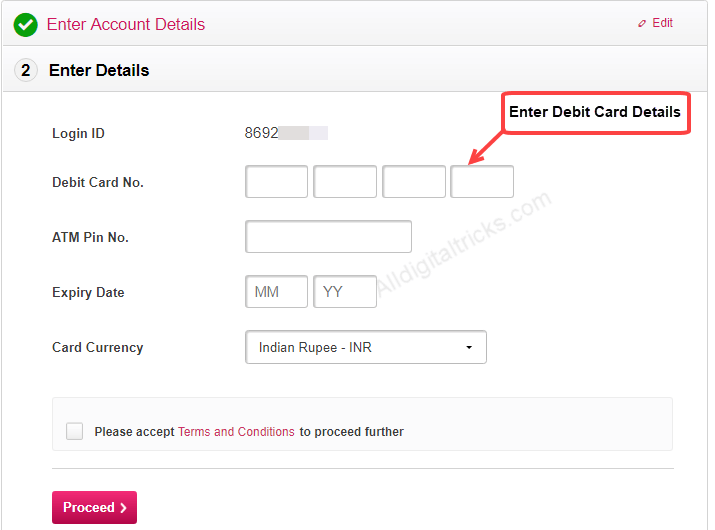 Enter Account Details
Edit
2 Enter Details
Enter Debit Card Details
Login ID 8692
Debit Card No.
ATM Pin No.
Expiry Date MM YY
Card Currency Indian Rupee - INR
Alldigitaltricks.com
Please accept Terms and Conditions to proceed further
Proceed